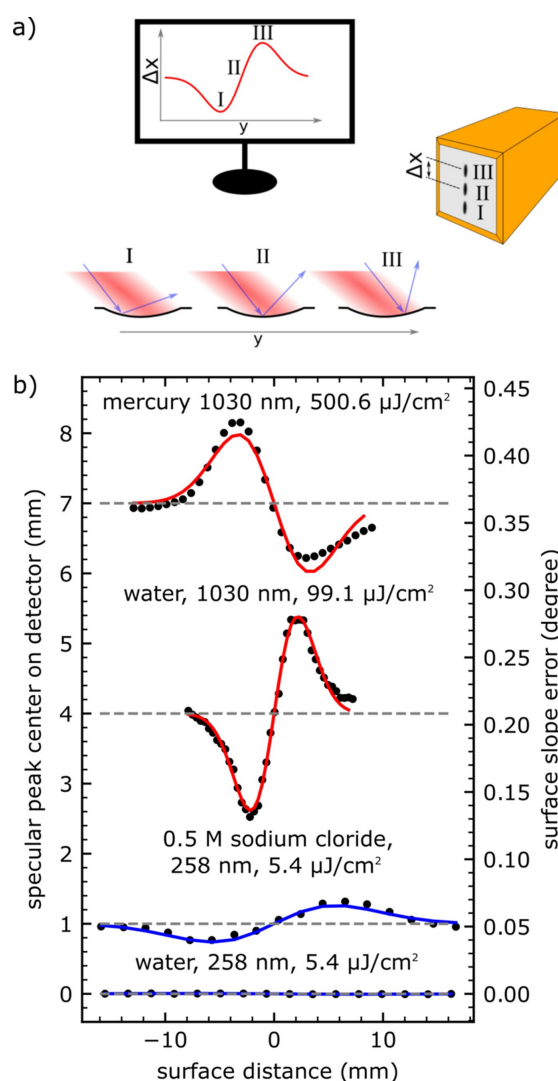 a)
III
II
I
Δx
y
Δx
III
II
I
I
II
III
y
b)
mercury 1030 nm, 500.6 μJ/cm²
water, 1030 nm, 99.1 μJ/cm²
0.5 M sodium cloride,
258 nm, 5.4 μJ/cm²
water, 258 nm, 5.4 μJ/cm²
specular peak center on detector (mm)
8
7
6
5
4
3
2
1
0
surface slope error (degree)
0.45
0.40
0.35
0.30
0.25
0.20
0.15
0.10
0.05
0.00
−10 0 10
surface distance (mm)